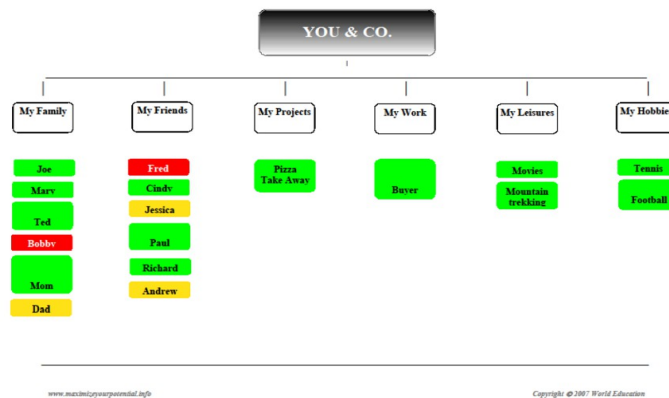 YOU & CO.
My Family
My Friends
My Projects
My Work
My Leisures
My Hobbie
Joe
Mary
Ted
Bobby
Mom
Dad
Fred
Cindy
Jessica
Paul
Richard
Andrew
Pizza
Take Away
Buyer
Movies
Mountain
trekking
Tennis
Football
www.maximizeyourpotential.info
Copyright @ 2007 World Education